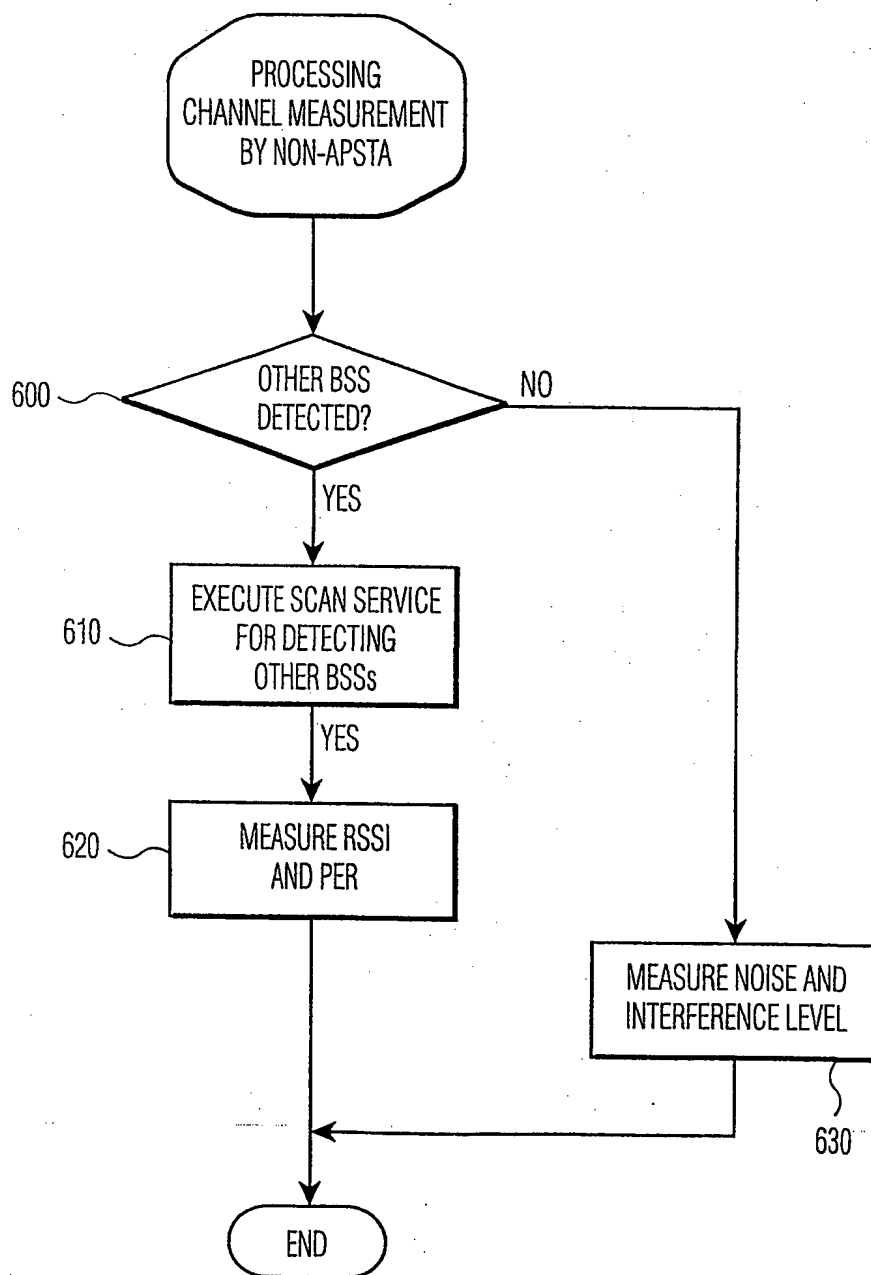 PROCESSING
CHANNEL MEASUREMENT
BY NON-APSTA
600
OTHER BSS
DETECTED?
NO
YES
610
EXECUTE SCAN SERVICE
FOR DETECTING
OTHER BSSs
YES
620
MEASURE RSSI
AND PER
MEASURE NOISE AND
INTERFERENCE LEVEL
630
END